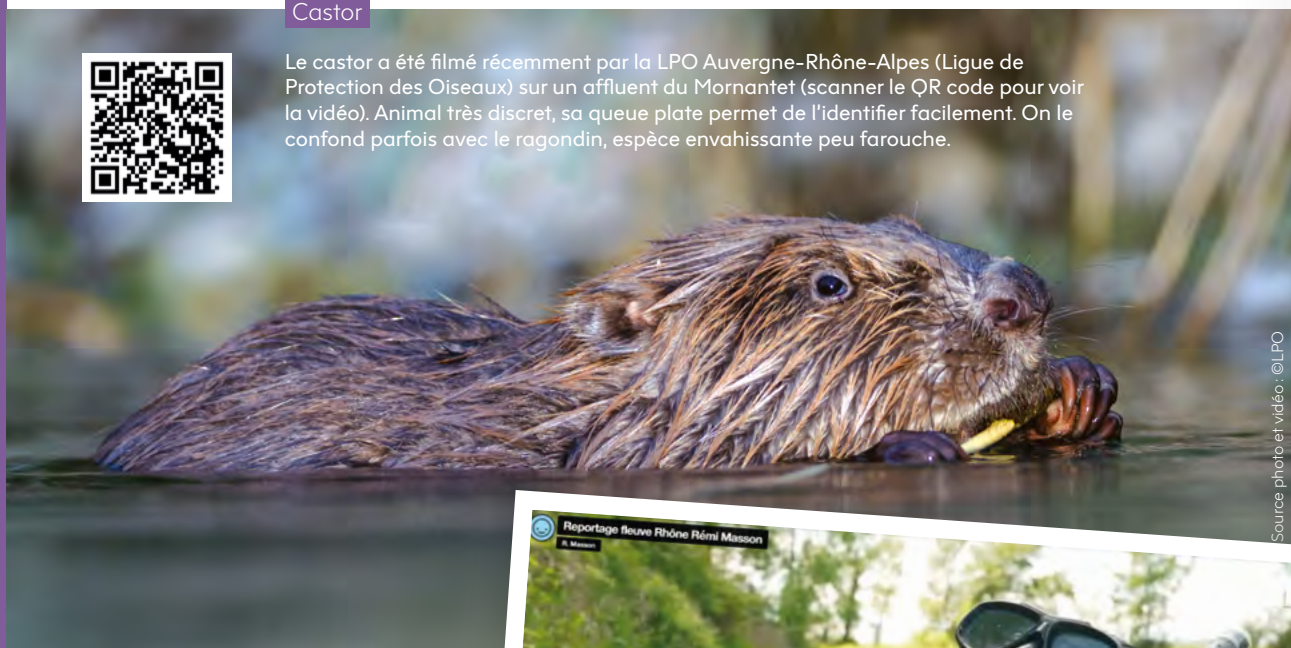 Castor
Le castor a été filmé récemment par la LPO Auvergne-Rhône-Alpes (Ligue de
Protection des Oiseaux) sur un affluent du Mornantet (scanner le QR code pour voir
la vidéo). Animal très discret, sa queue plate permet de l'identifier facilement. On le
confond parfois avec le ragondin, espèce envahissante peu farouche.
Source photo et vidéo : ©LPO
Reportage fleuve Rhône Rémi Masson
R. Masson